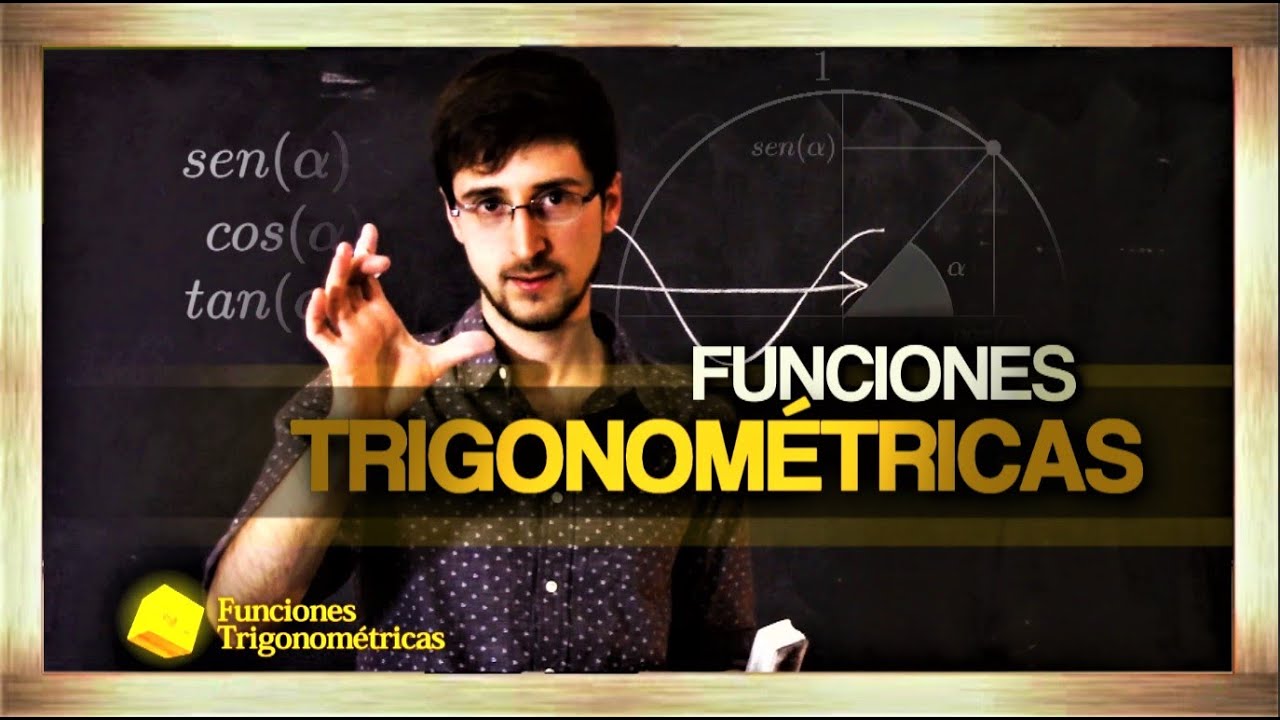 1
sen(α)
sen(α)
cos(α
α
tan(
FUNCIONES
TRIGONOMÉTRICAS
Funciones
Trigonométricas